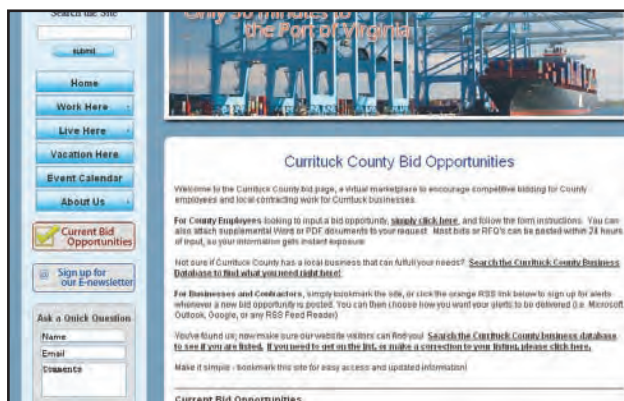 Search the Site
submit
Home
Work Here
Live Here
Vacation Here
Event Calendar
About Us
Current Bid
Opportunities
Sign up for
our E-newsletter
Ask a Quick Question
Name
Email
Comments
Only 30 minutes to
the Port of Virginia
Currituck County Bid Opportunities
Welcome to the Currituck County bid page, a virtual marketplace to encourage competitive bidding for County
employees and local contracting work for Currituck businesses.
For County Employees looking to input a bid opportunity, simply click here, and follow the form instructions. You can
also attach supplemental Word or PDF documents to your request. Most bids or RFQ's can be posted within 24 hours
of input, so your information gets instant exposure.
Not sure if Currituck County has a local business that can fulfull your needs? Search the Currituck County Business
Database to find what you need right here!
For Businesses and Contractors, simply bookmark the site, or click the orange RSS link below to sign up for alerts
whenever a new bid opportunity is posted. You can then choose how you want your alerts to be delivered (i.e. Microsoft
Outlook, Google, or any RSS Feed Reader)
You've found us, now make sure our website visitors can find you! Search the Currituck County business database
to see if you are listed. If you need to get on the list, or make a correction to your listing, please click here.
Make it simple - bookmark this site for easy access and updated information!
Current Bid Opportunities